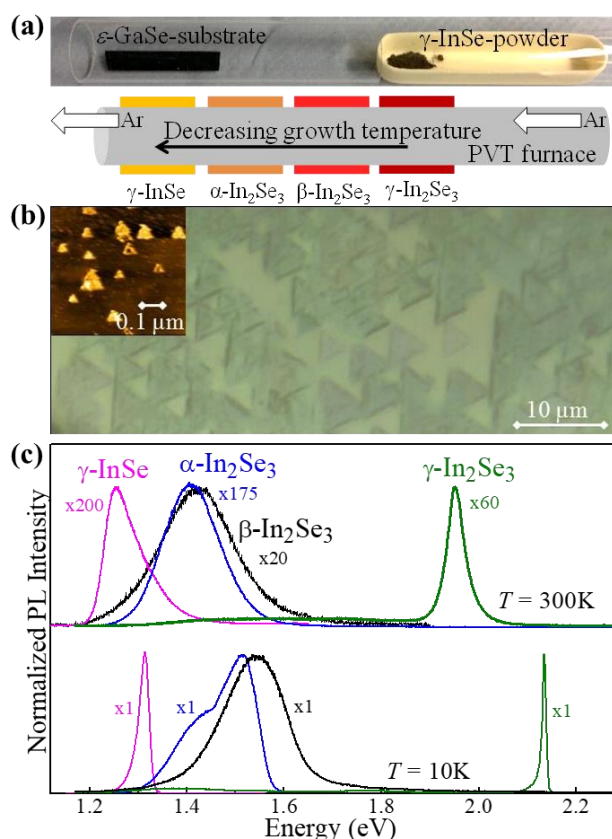 (a)
ε-GaSe-substrate
γ-InSe-powder
Ar
Ar
Decreasing growth temperature
PVT furnace
γ-InSe
α-In₂Se₃
β-In₂Se₃
γ-In₂Se₃
(b)
0.1 µm
10 µm
(c)
γ-InSe
α-In₂Se₃
γ-In₂Se₃
x200
x175
x60
β-In₂Se₃
x20
T = 300K
x1
x1
x1
x1
T = 10K
Normalized PL Intensity
1.2
1.4
1.6
1.8
2.0
2.2
Energy (eV)